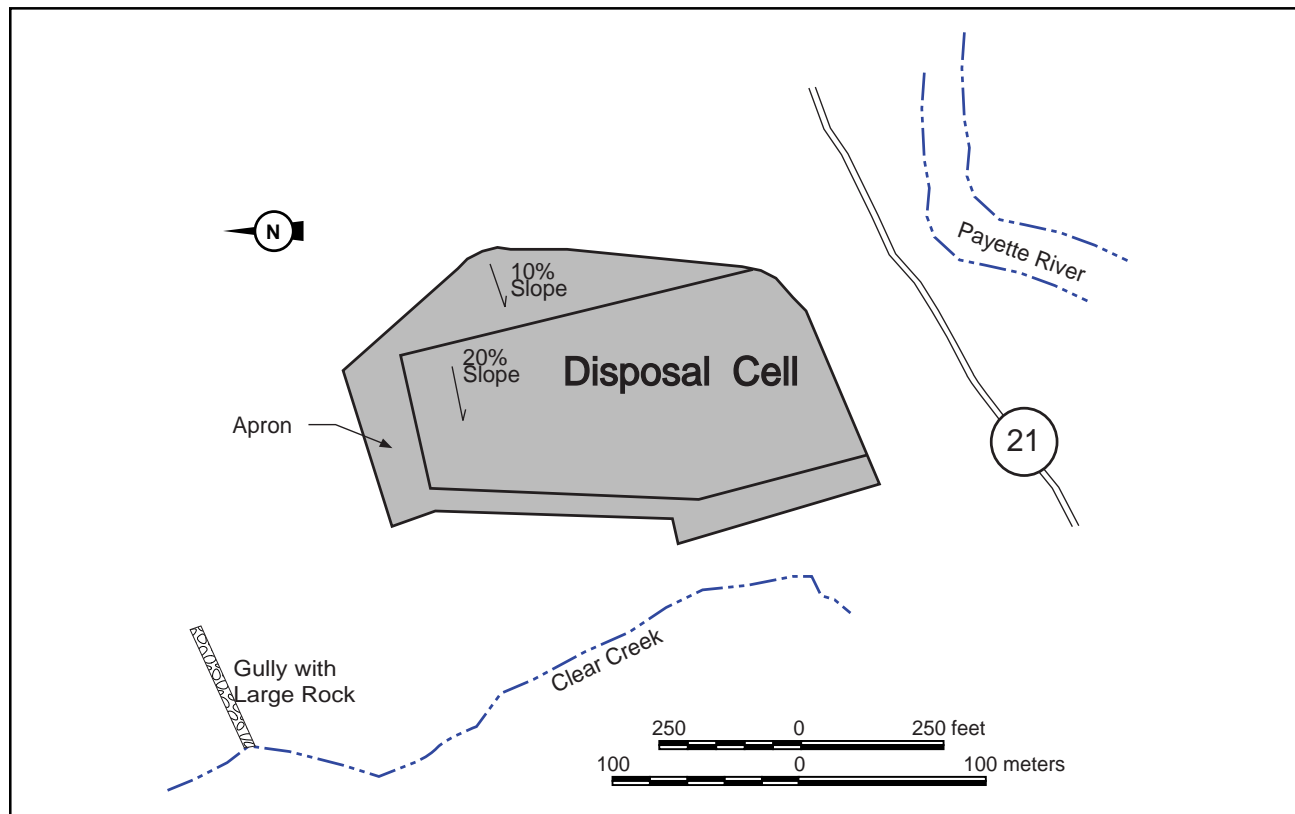 Payette River
N
10%
Slope
20%
Slope
Disposal Cell
Apron
21
Clear Creek
Gully with
Large Rock
250 0 250 feet
100 0 100 meters